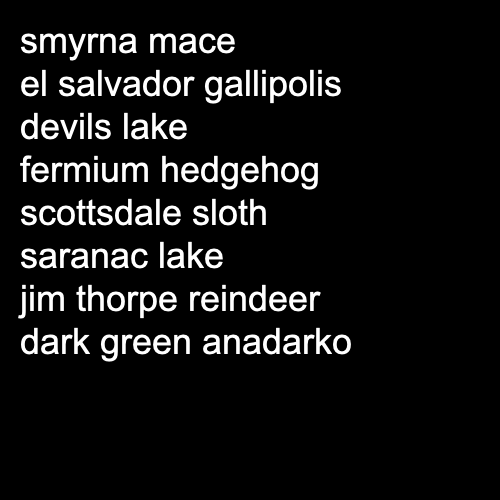 smyrna mace
el salvador gallipolis
devils lake
fermium hedgehog
scottsdale sloth
saranac lake
jim thorpe reindeer
dark green anadarko